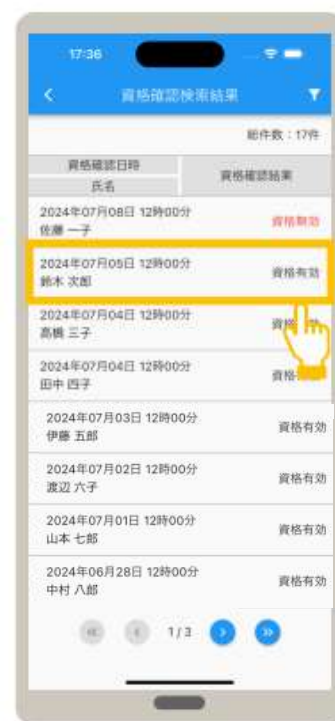 17:36
資格確認検索結果
総件数：17件
資格確認日時
氏名
資格確認結果
2024年07月08日 12時00分
佐藤 一子
資格無効
2024年07月05日 12時00分
鈴木 次郎
資格有効
2024年07月04日 12時00分
高橋 三子
資格
2024年07月04日 12時00分
田中 四子
資格
2024年07月03日 12時00分
伊藤 五郎
資格有効
2024年07月02日 12時00分
渡辺 六子
資格有効
2024年07月01日 12時00分
山本 七郎
資格有効
2024年06月28日 12時00分
中村 八郎
資格有効
1/3